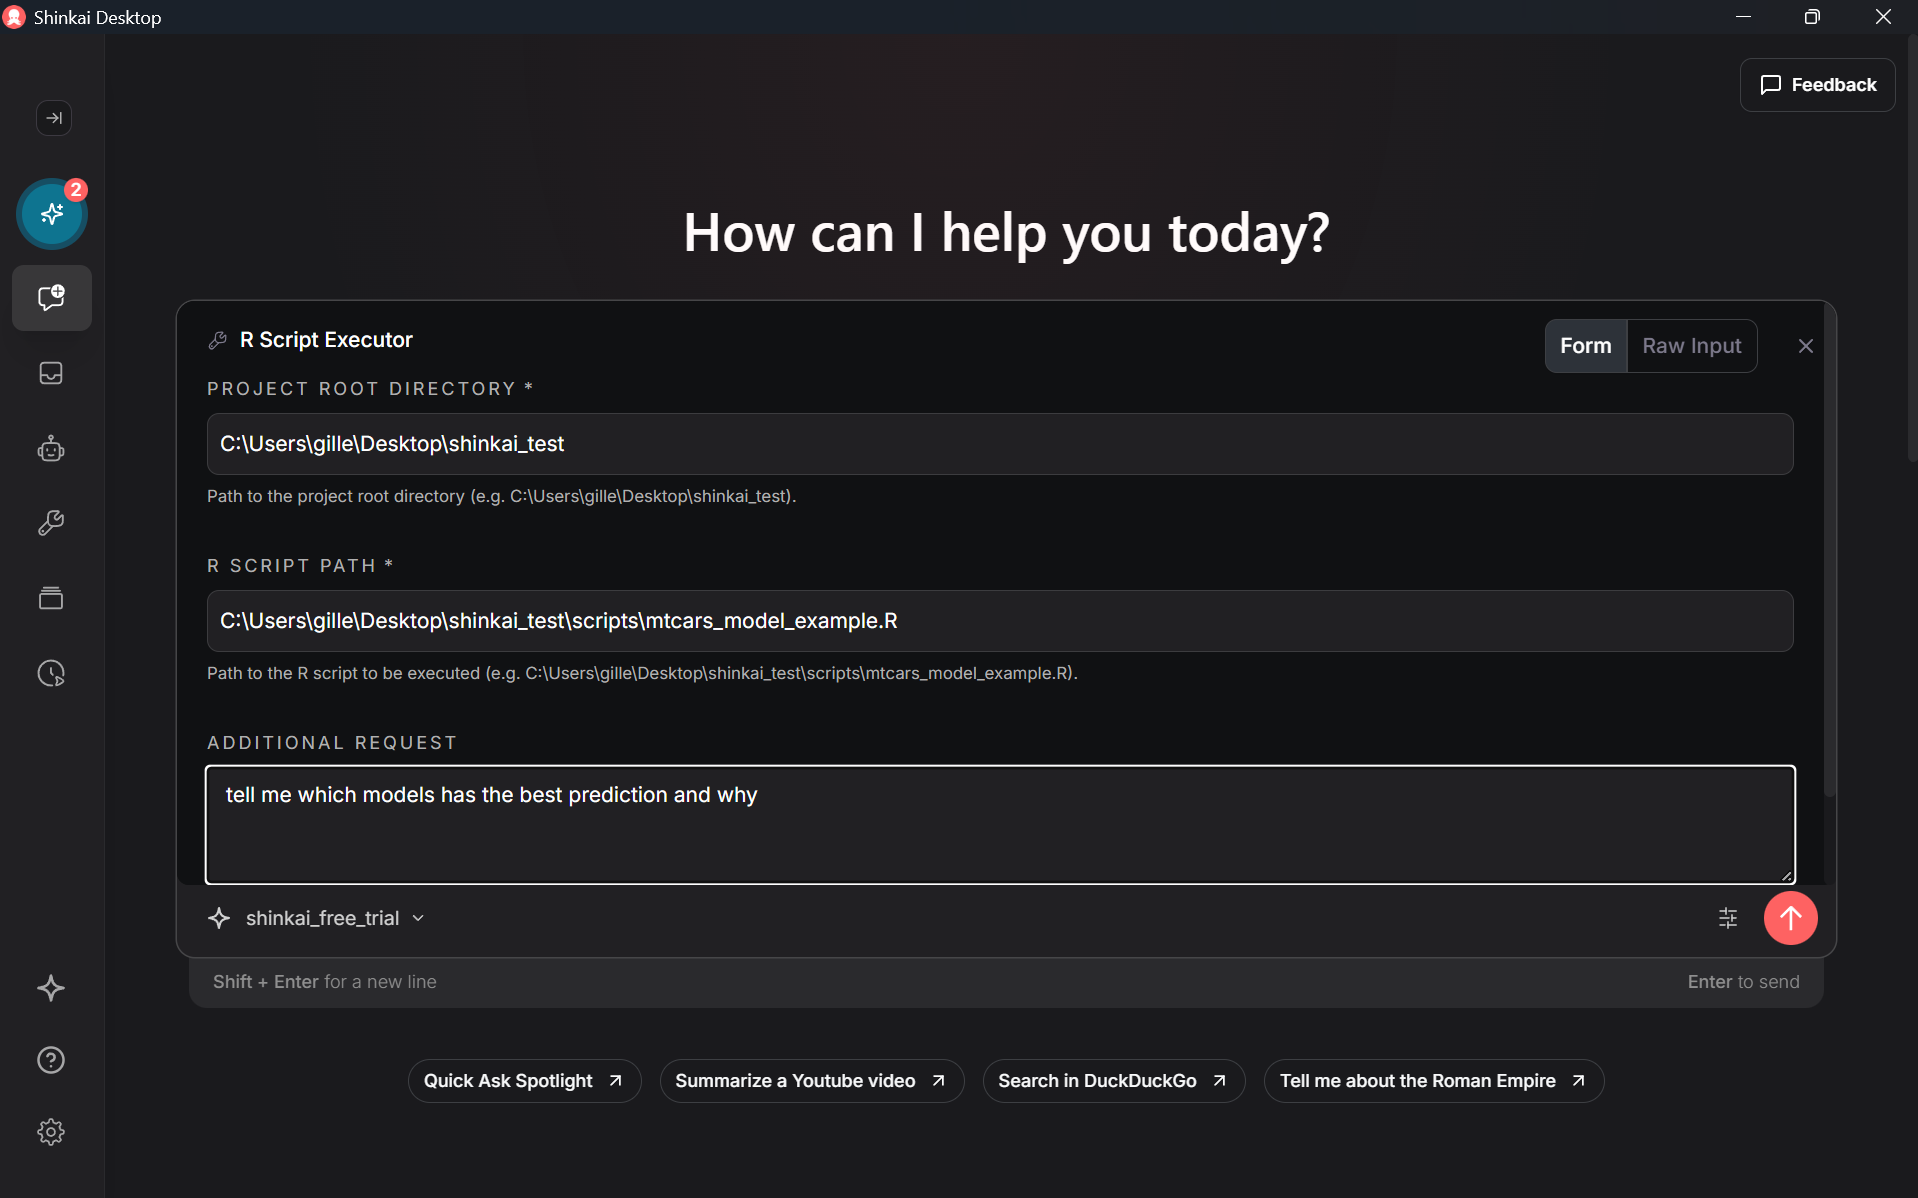 Shinkai Desktop
Feedback
2
How can I help you today?
R Script Executor
Form
Raw Input
PROJECT ROOT DIRECTORY *
C:\Users\gille\Desktop\shinkai_test
Path to the project root directory (e.g. C:\Users\gille\Desktop\shinkai_test).
R SCRIPT PATH *
C:\Users\gille\Desktop\shinkai_test\scripts\mtcars_model_example.R
Path to the R script to be executed (e.g. C:\Users\gille\Desktop\shinkai_test\scripts\mtcars_model_example.R).
ADDITIONAL REQUEST
tell me which models has the best prediction and why
shinkai_free_trial
Shift + Enter for a new line
Enter to send
Quick Ask Spotlight
Summarize a Youtube video
Search in DuckDuckGo
Tell me about the Roman Empire